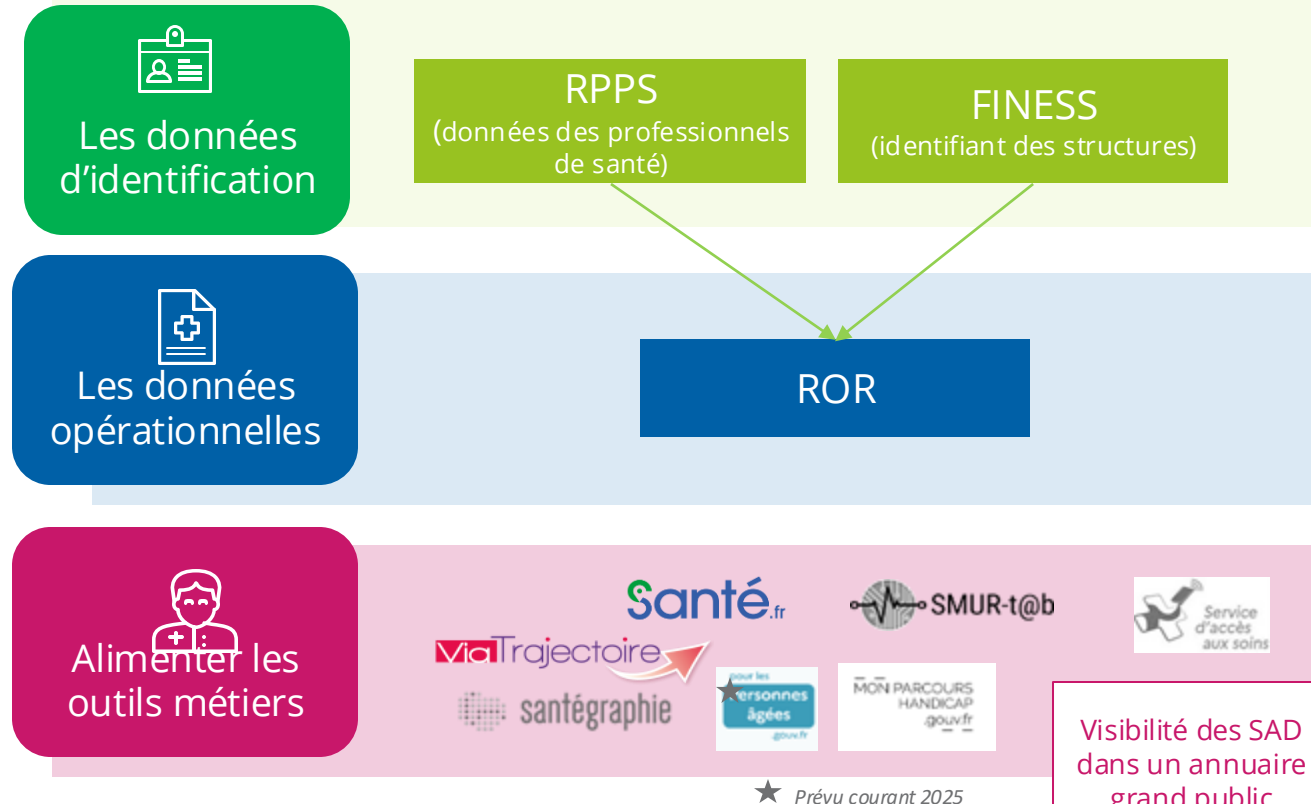 Les données
d’identification
RPPS
(données des professionnels
de santé)
FINESS
(identifiant des structures)
Les données
opérationnelles
ROR
Alimenter les
outils métiers
Santé.fr
SMUR-t@b
Service
d'accès
aux soins
ViaTrajectoire
santégraphie
pour les
personnes
âgées
.gouv.fr
MON PARCOURS
HANDICAP
.gouv.fr
Visibilité des SAD
dans un annuaire
grand public
Prévu courant 2025